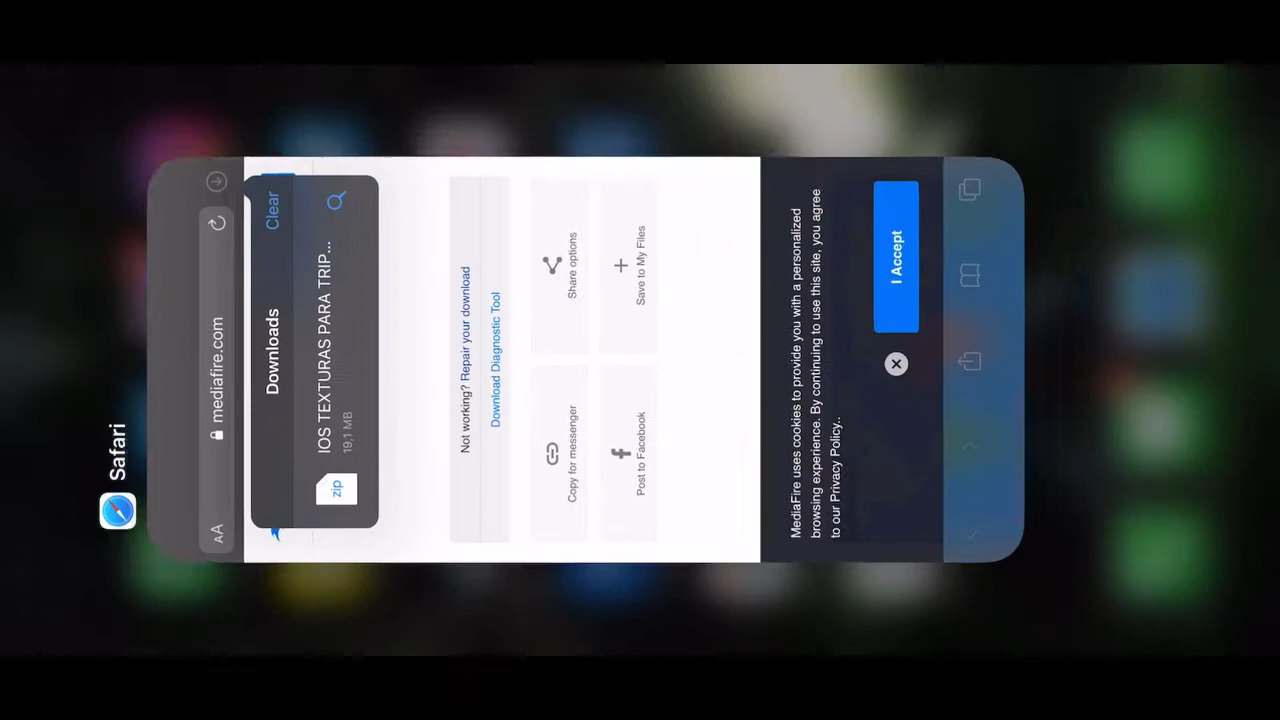 Safari
AA
mediafire.com
Downloads
Clear
zip
IOS TEXTURAS PARA TRIP...
19,1 MB
Not working? Repair your download
Download Diagnostic Tool
Copy for messenger
Share options
Post to Facebook
Save to My Files
MediaFire uses cookies to provide you with a personalized
browsing experience. By continuing to use this site, you agree
to our Privacy Policy..
I Accept